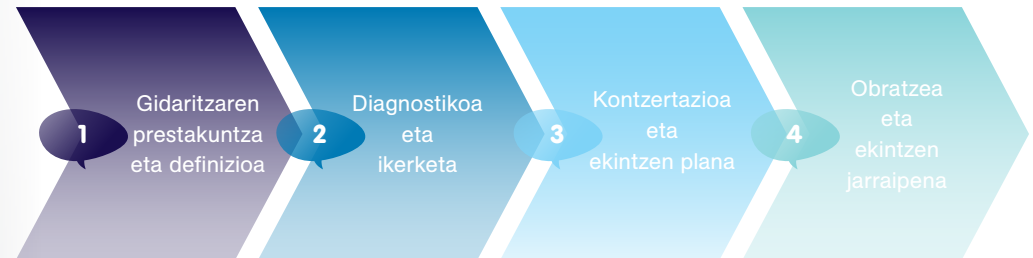 1
Gidaritzaren
prestakuntza
eta definizioa
2
Diagnostikoa
eta
ikerketa
3
Kontzertazioa
eta
ekintzen plana
4
Obratzea
eta
ekintzen
jarraipena